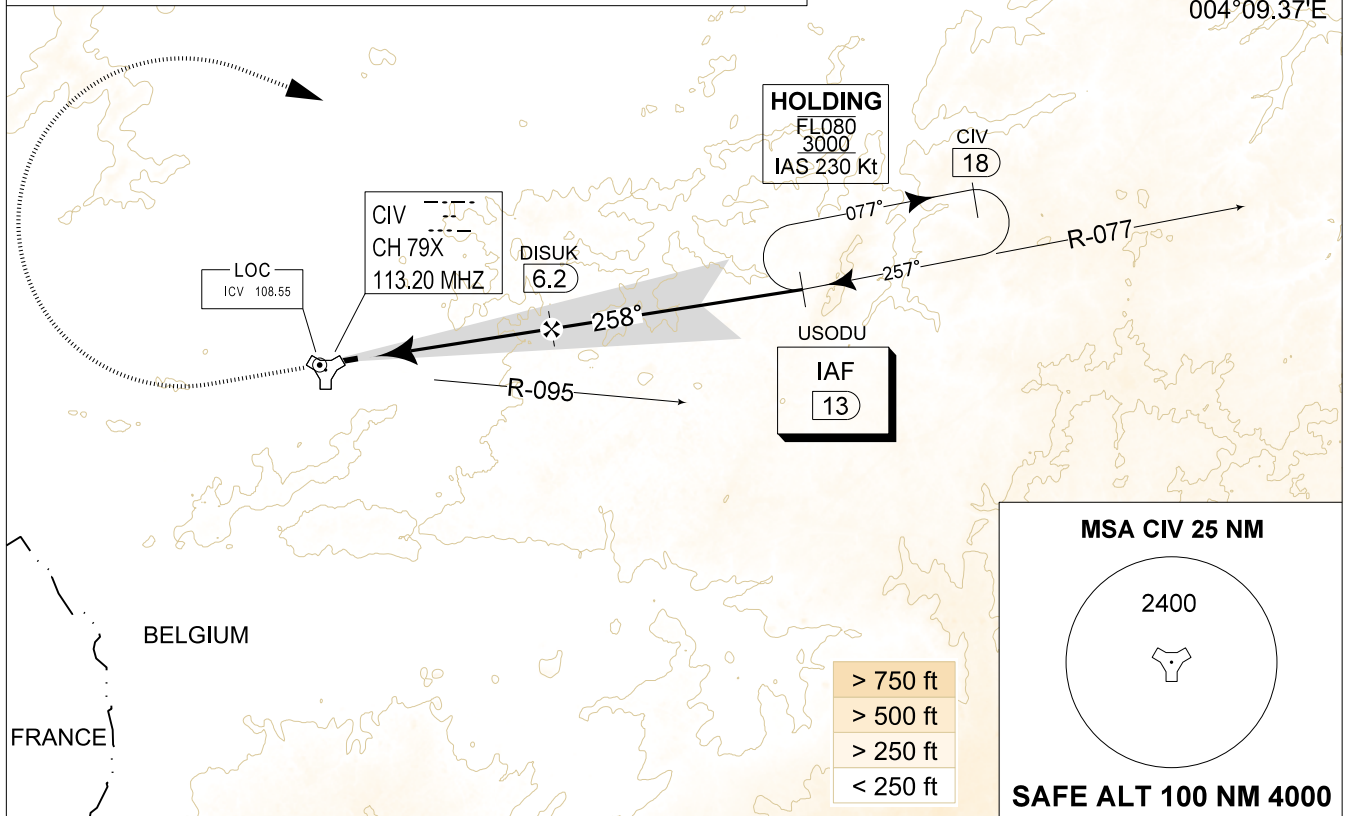 004°09.37'E
HOLDING
FL080
3000
IAS 230 Kt
CIV
18
077°
R-077
257°
CIV
CH 79X
113.20 MHZ
LOC
ICV 108.55
DISUK
6.2
258°
USODU
IAF
13
R-095
MSA CIV 25 NM
2400
BELGIUM
FRANCE
> 750 ft
> 500 ft
> 250 ft
< 250 ft
SAFE ALT 100 NM 4000